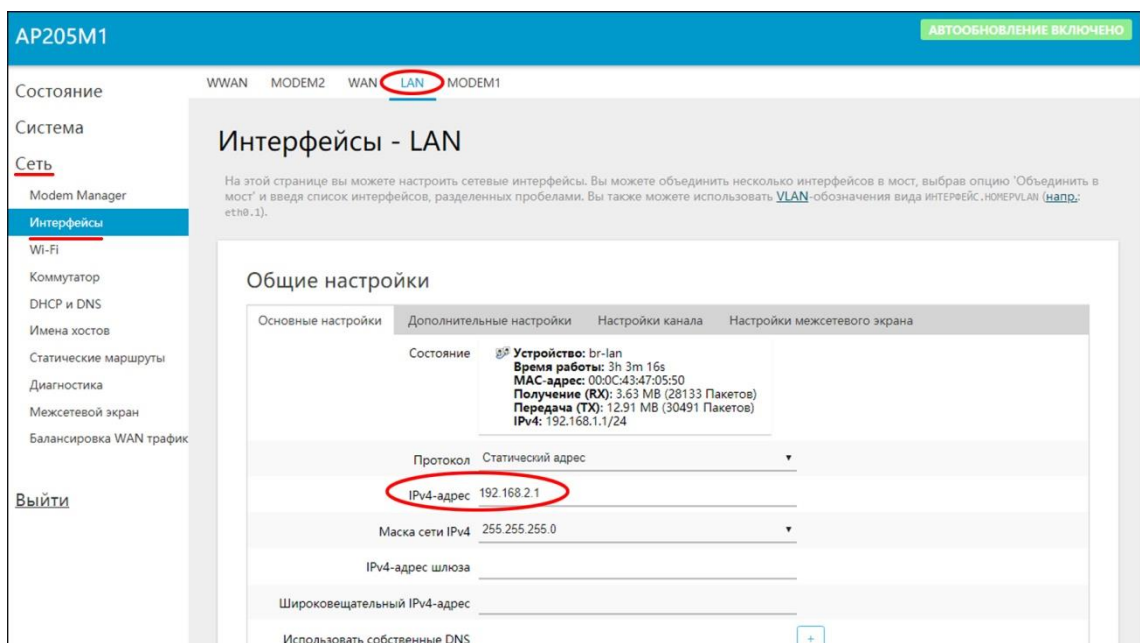 AP205M1
АВТООБНОВЛЕНИЕ ВКЛЮЧЕНО
Состояние
Система
Сеть
Modem Manager
Интерфейсы
Wi-Fi
Коммутатор
DHCP и DNS
Имена хостов
Статические маршруты
Диагностика
Межсетевой экран
Балансировка WAN трафик
Выйти
WWAN MODEM2 WAN LAN MODEM1
Интерфейсы - LAN
На этой странице вы можете настроить сетевые интерфейсы. Вы можете объединить несколько интерфейсов в мост, выбрав опцию 'Объединить в
мост' и введя список интерфейсов, разделенных пробелами. Вы также можете использовать VLAN-обозначения вида ИНТЕРФЕЙС.НОМЕРVLAN (напр.:
eth0.1).
Общие настройки
Основные настройки Дополнительные настройки Настройки канала Настройки межсетевого экрана
Состояние
Устройство: br-lan
Время работы: 3h 3m 16s
MAC-адрес: 00:0C:43:47:05:50
Получение (RX): 3.63 MB (28133 Пакетов)
Передача (TX): 12.91 MB (30491 Пакетов)
IPv4: 192.168.1.1/24
Протокол Статический адрес
IPv4-адрес 192.168.2.1
Маска сети IPv4 255.255.255.0
IPv4-адрес шлюза
Широковещательный IPv4-адрес
Использовать собственные DNS +